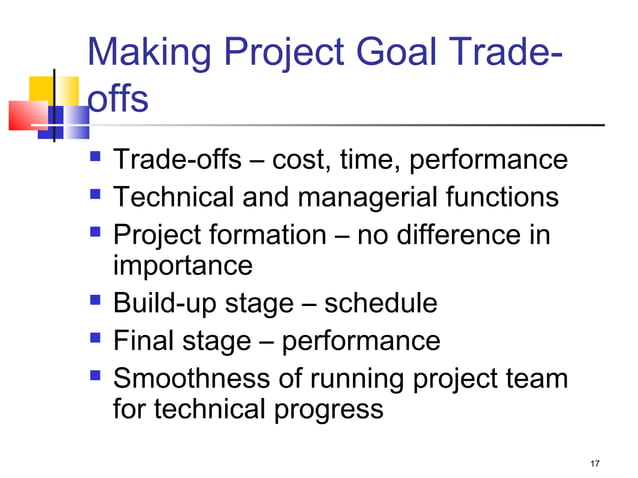 Making Project Goal Trade-
offs
Trade-offs – cost, time, performance
Technical and managerial functions
Project formation – no difference in
importance
Build-up stage – schedule
Final stage – performance
Smoothness of running project team
for technical progress
17